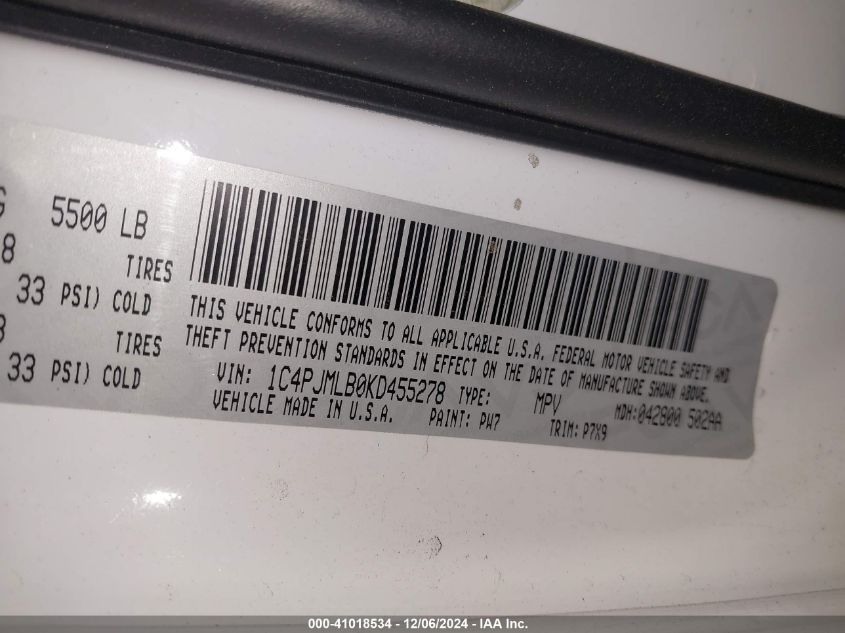 G 5500 LB
8 TIRES
33 PSI) COLD
TIRES
33 PSI) COLD
THIS VEHICLE CONFORMS TO ALL APPLICABLE U.S.A. FEDERAL MOTOR VEHICLE SAFETY AND
THEFT PREVENTION STANDARDS IN EFFECT ON THE DATE OF MANUFACTURE SHOWN ABOVE.
VIN: 1C4PJMLB0KD455278 TYPE: MPV MDH:042800 502AA
VEHICLE MADE IN U.S.A. PAINT: PW7 TRIM: P7X9
000-41018534 - 12/06/2024 - IAA Inc.